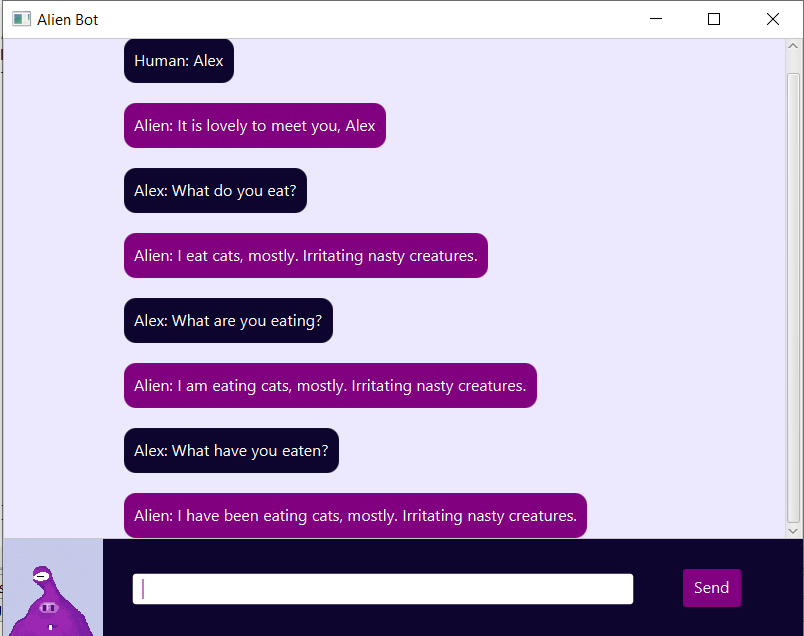 Alien Bot
Human: Alex
Alien: It is lovely to meet you, Alex
Alex: What do you eat?
Alien: I eat cats, mostly. Irritating nasty creatures.
Alex: What are you eating?
Alien: I am eating cats, mostly. Irritating nasty creatures.
Alex: What have you eaten?
Alien: I have been eating cats, mostly. Irritating nasty creatures.
Send